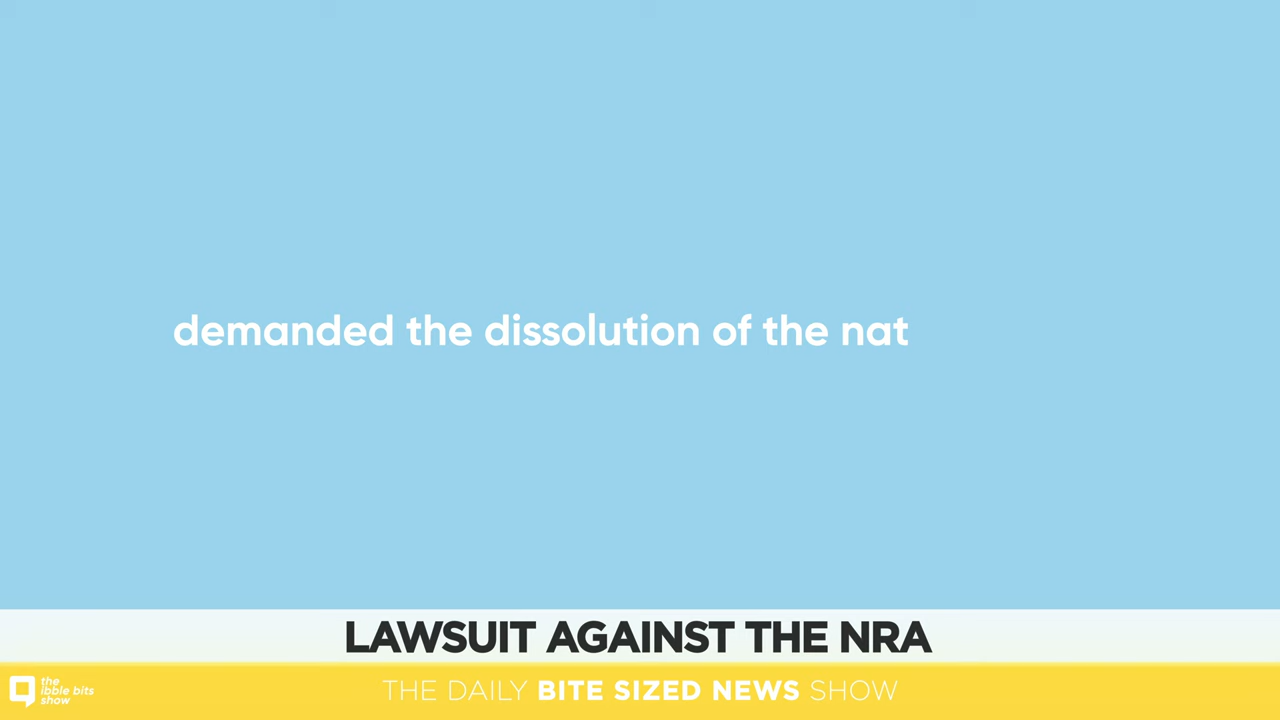 demanded the dissolution of the nat
LAWSUIT AGAINST THE NRA
the
ibble bits
show
THE DAILY BITE SIZED NEWS SHOW